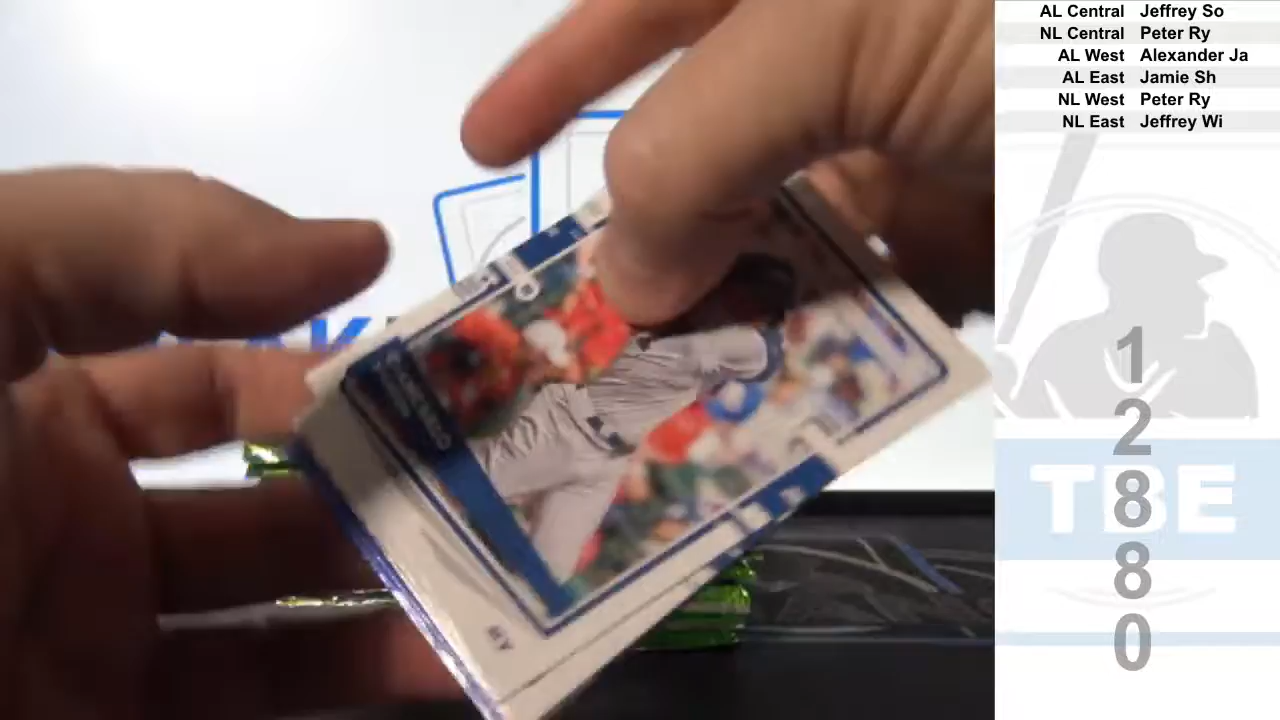 AL Central Jeffrey So
NL Central Peter Ry
AL West Alexander Ja
AL East Jamie Sh
NL West Peter Ry
NL East Jeffrey Wi
TBE
1
2
8
8
0